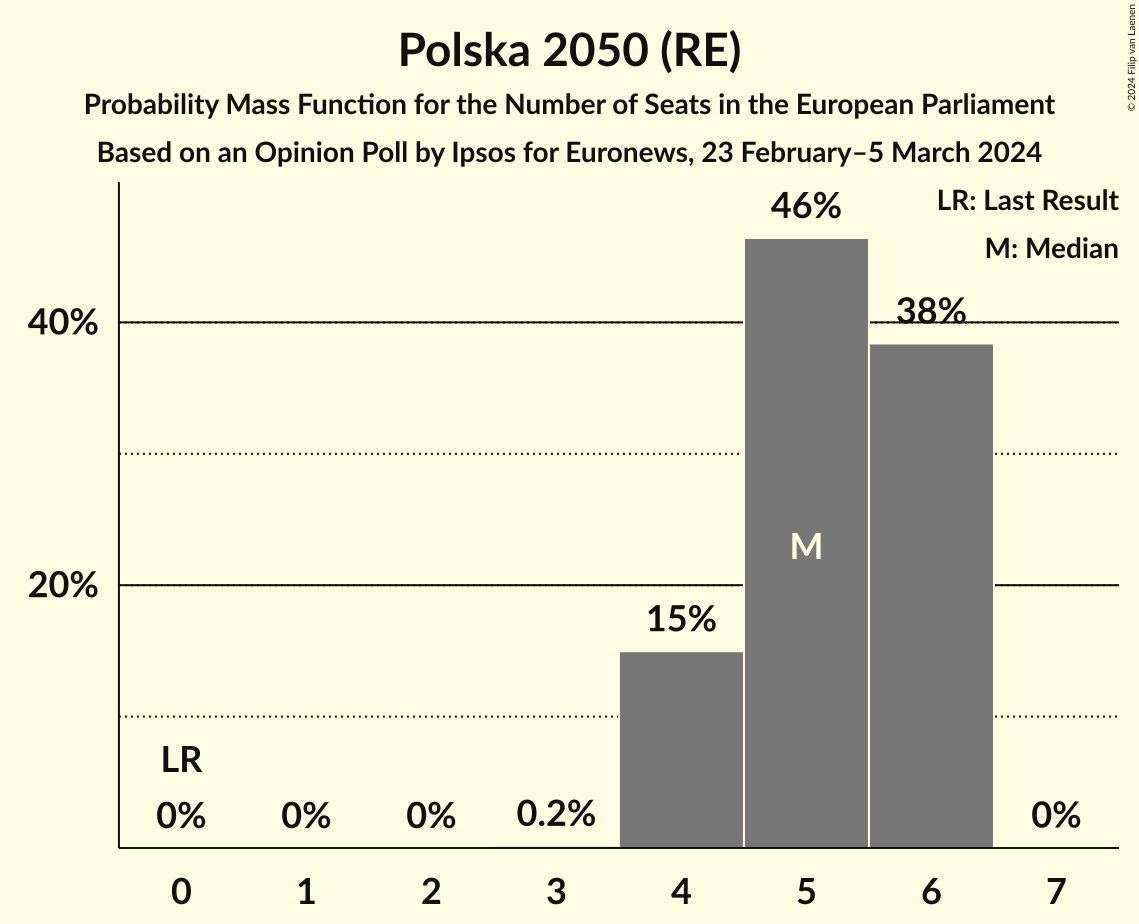 Polska 2050 (RE)
Probability Mass Function for the Number of Seats in the European Parliament
Based on an Opinion Poll by Ipsos for Euronews, 23 February–5 March 2024
© 2024 Filip van Laenen
LR: Last Result
M: Median
46%
38%
40%
M
20%
15%
LR
0%
0%
0%
0.2%
0%
0
1
2
3
4
5
6
7